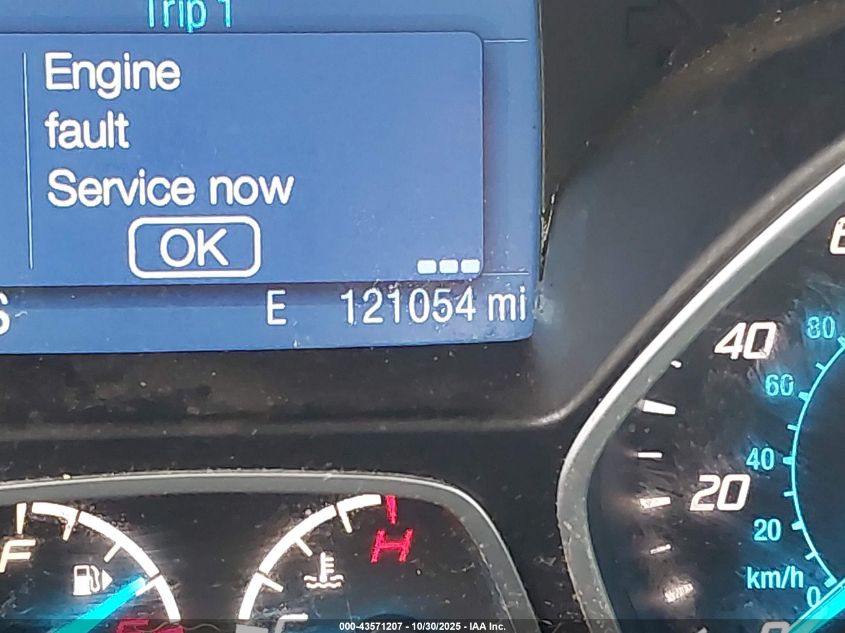 Trip 1
Engine
fault
Service now
OK
S E 121054 mi
40 80
60
40
20
20
km/h
0
F H
C
000-43571207 - 10/30/2025 - IAA Inc.